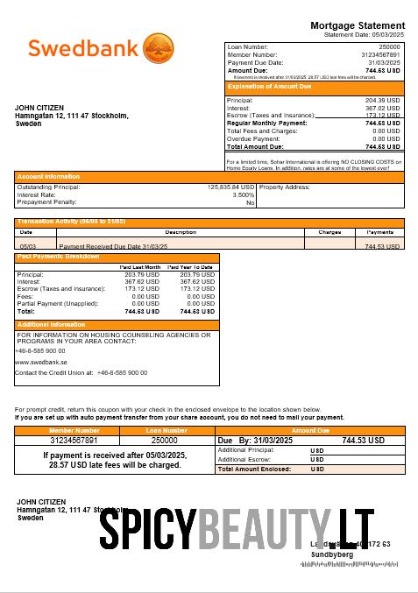 Mortgage Statement
Statement Date: 05/03/2025
Swedbank
Loan Number: 250000
Member Number: 31234567891
Payment Due Date: 31/03/2025
Amount Due: 744.53 USD
If payment is received after 31/03/2025, 28.57 USD late fees will be charged.
Explanation of Amount Due
Principal: 204.39 USD
Interest: 367.02 USD
Escrow (Taxes and Insurance): 173.12 USD
Regular Monthly Payment: 744.53 USD
Total Fees and Charges: 0.00 USD
Overdue Payment: 0.00 USD
Total Amount Due: 744.53 USD
JOHN CITIZEN
Hamngatan 12, 111 47 Stockholm,
Sweden
For a limited time, Sohar International is offering NO CLOSING COSTS on
Home Equity Loans. In addition, rates are at some of the lowest ever!
Account Information
Outstanding Principal: 125,835.84 USD Property Address:
Interest Rate: 3.500%
Prepayment Penalty: No
Transaction Activity
Date Description Charges Payments
05/03 Payment Received Due Date 31/03/25 744.53 USD
Past Payments Breakdown
Paid Last Month Paid Year To Date
Principal: 203.79 USD 203.79 USD
Interest: 367.62 USD 367.62 USD
Escrow (Taxes and Insurance): 173.12 USD 173.12 USD
Fees: 0.00 USD 0.00 USD
Partial Payment (Unapplied): 0.00 USD 0.00 USD
Total: 744.53 USD 744.53 USD
Additional Information
FOR INFORMATION ON HOUSING COUNSELING AGENCIES OR
PROGRAMS IN YOUR AREA CONTACT:
+46-8-585 900 00
www.swedbank.se
Contact the Credit Union at: +46-8-585 900 00
For prompt credit, return this coupon with your check in the enclosed envelope to the location shown below.
If you are set up with auto payment transfer from your share account, you do not need to mail your payment.
Member Number Loan Number Amount Due
31234567891 250000 Due By: 31/03/2025 744.53 USD
If payment is received after 05/03/2025,
28.57 USD late fees will be charged.
Additional Principal: USD
Additional Escrow: USD
Total Amount Enclosed: USD
JOHN CITIZEN
Hamngatan 12, 111 47 Stockholm
Sweden
SPICYBEAUTY.LT
172 63
Sundbyberg